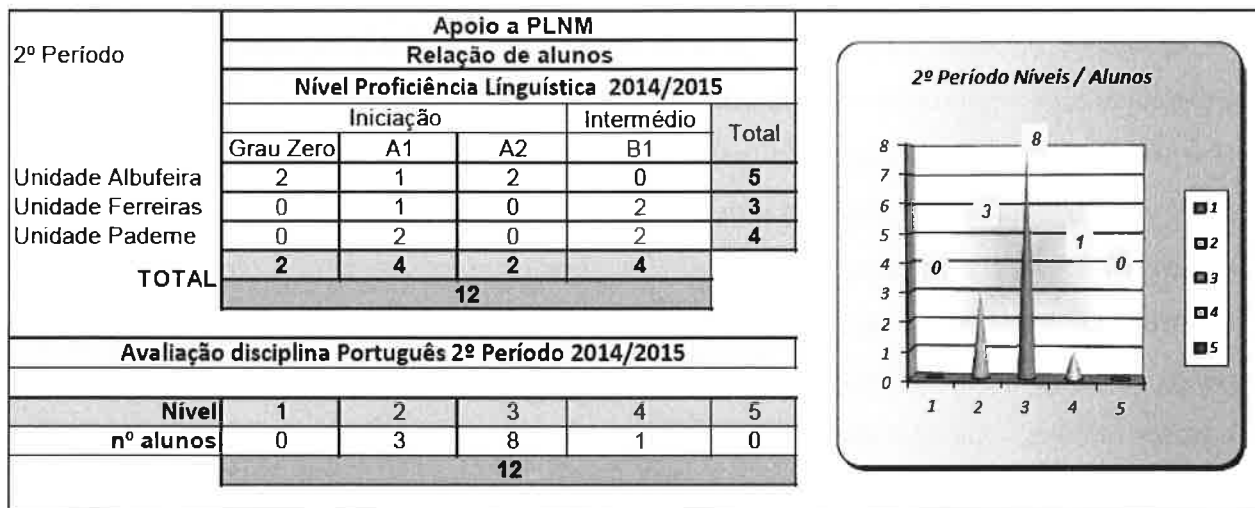 Apoio a PLNM
2º Período
Relação de alunos
Nível Proficiência Línguística 2014/2015
Iniciação Intermédio Total
Grau Zero A1 A2 B1
Unidade Albufeira 2 1 2 0 5
Unidade Ferreiras 0 1 0 2 3
Unidade Paderne 0 2 0 2 4
TOTAL 2 4 2 4
12
Avaliação disciplina Português 2º Período 2014/2015
Nível 1 2 3 4 5
nº alunos 0 3 8 1 0
12
2º Período Níveis / Alunos
8
7
6
5
4
3
2
1
0
0 3 8 1 0
1 2 3 4 5
1
2
3
4
5